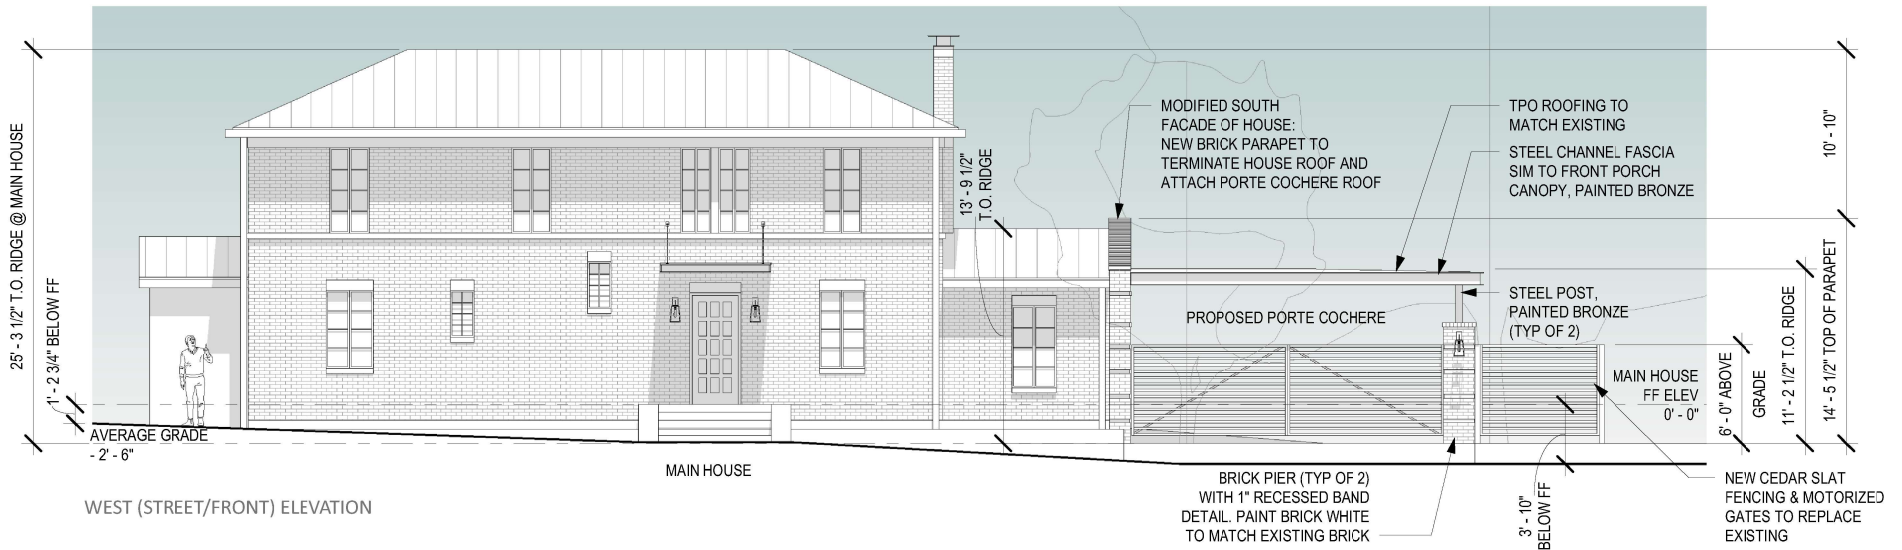 25' - 3 1/2" T.O. RIDGE @ MAIN HOUSE
1' - 2 3/4" BELOW FF
AVERAGE GRADE
- 2' - 6"
MAIN HOUSE
WEST (STREET/FRONT) ELEVATION
13' - 9 1/2"
T.O. RIDGE
MODIFIED SOUTH
FACADE OF HOUSE:
NEW BRICK PARAPET TO
TERMINATE HOUSE ROOF AND
ATTACH PORTE COCHERE ROOF
TPO ROOFING TO
MATCH EXISTING
STEEL CHANNEL FASCIA
SIM TO FRONT PORCH
CANOPY, PAINTED BRONZE
STEEL POST,
PAINTED BRONZE
(TYP OF 2)
PROPOSED PORTE COCHERE
MAIN HOUSE
FF ELEV
0' - 0"
6' - 0" ABOVE
GRADE
11' - 2 1/2" T.O. RIDGE
14' - 5 1/2" TOP OF PARAPET
10' - 10"
BRICK PIER (TYP OF 2)
WITH 1" RECESSED BAND
DETAIL. PAINT BRICK WHITE
TO MATCH EXISTING BRICK
3' - 10"
BELOW FF
NEW CEDAR SLAT
FENCING & MOTORIZED
GATES TO REPLACE
EXISTING